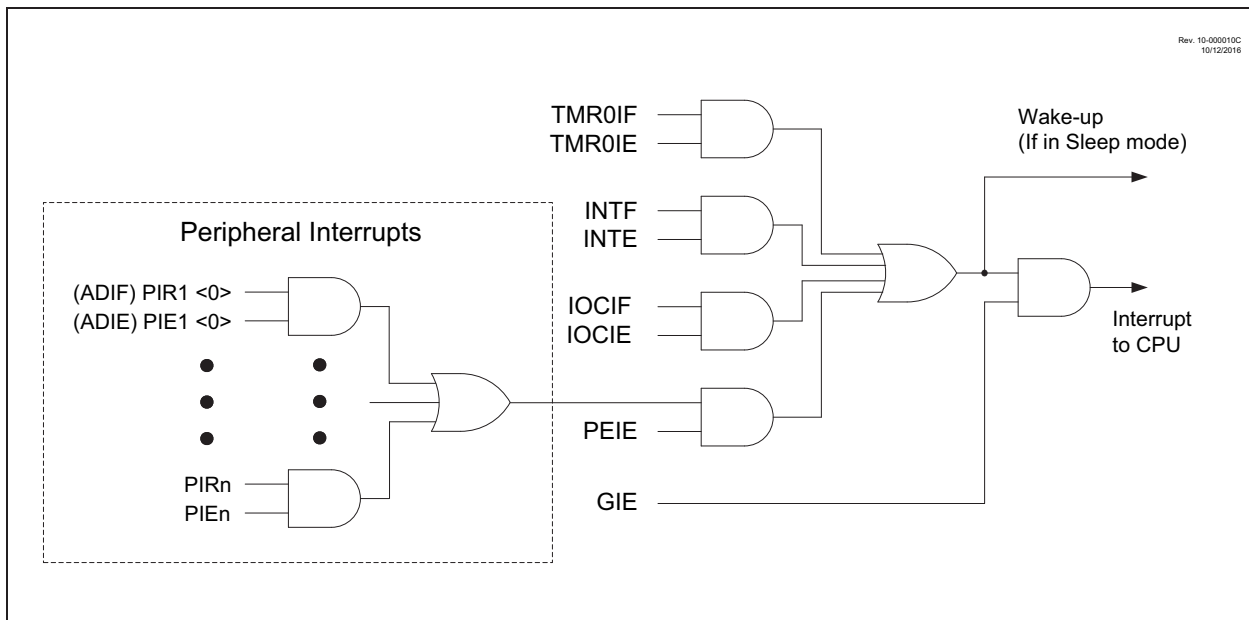 Rev. 10-000010C
10/12/2016
TMR0IF
TMR0IE
Wake-up
(If in Sleep mode)
INTF
INTE
Peripheral Interrupts
(ADIF) PIR1 <0>
(ADIE) PIE1 <0>
IOCIF
IOCIE
Interrupt
to CPU
PEIE
PIRn
PIEn
GIE